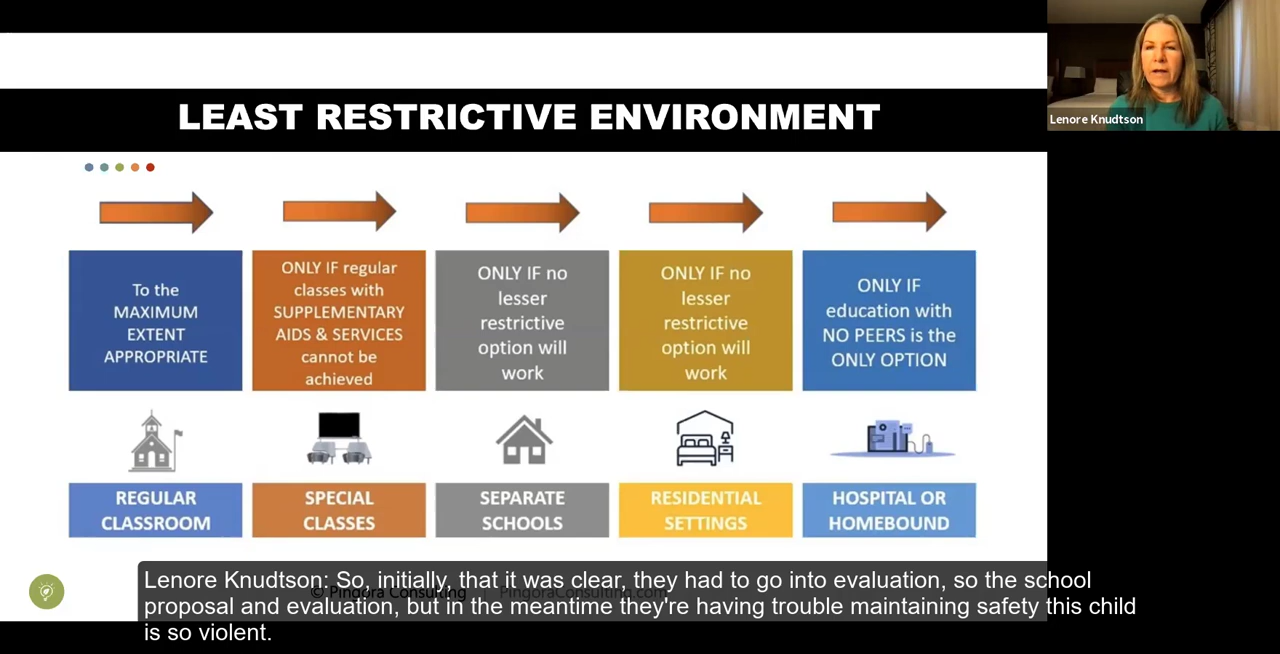 LEAST RESTRICTIVE ENVIRONMENT
Lenore Knudtson
To the
MAXIMUM
EXTENT
APPROPRIATE
ONLY IF regular
classes with
SUPPLEMENTARY
AIDS & SERVICES
cannot be
achieved
ONLY IF no
lesser
restrictive
option will
work
ONLY IF no
lesser
restrictive
option will
work
ONLY IF
education with
NO PEERS is the
ONLY OPTION
REGULAR
CLASSROOM
SPECIAL
CLASSES
SEPARATE
SCHOOLS
RESIDENTIAL
SETTINGS
HOSPITAL OR
HOMEBOUND
© Pingora Consulting | PingoraConsulting.com
Lenore Knudtson: So, initially, that it was clear, they had to go into evaluation, so the school
proposal and evaluation, but in the meantime they're having trouble maintaining safety this child
is so violent.